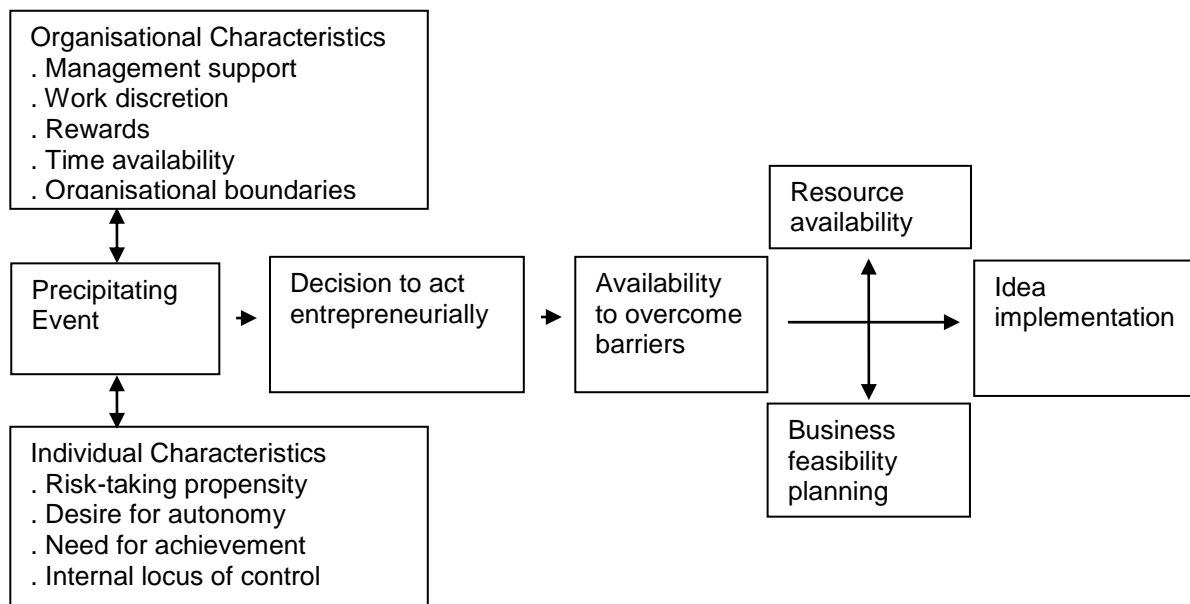 Organisational Characteristics
. Management support
. Work discretion
. Rewards
. Time availability
. Organisational boundaries
Precipitating
Event
Individual Characteristics
. Risk-taking propensity
. Desire for autonomy
. Need for achievement
. Internal locus of control
Decision to act
entrepreneurially
Availability
to overcome
barriers
Resource
availability
Business
feasibility
planning
Idea
implementation